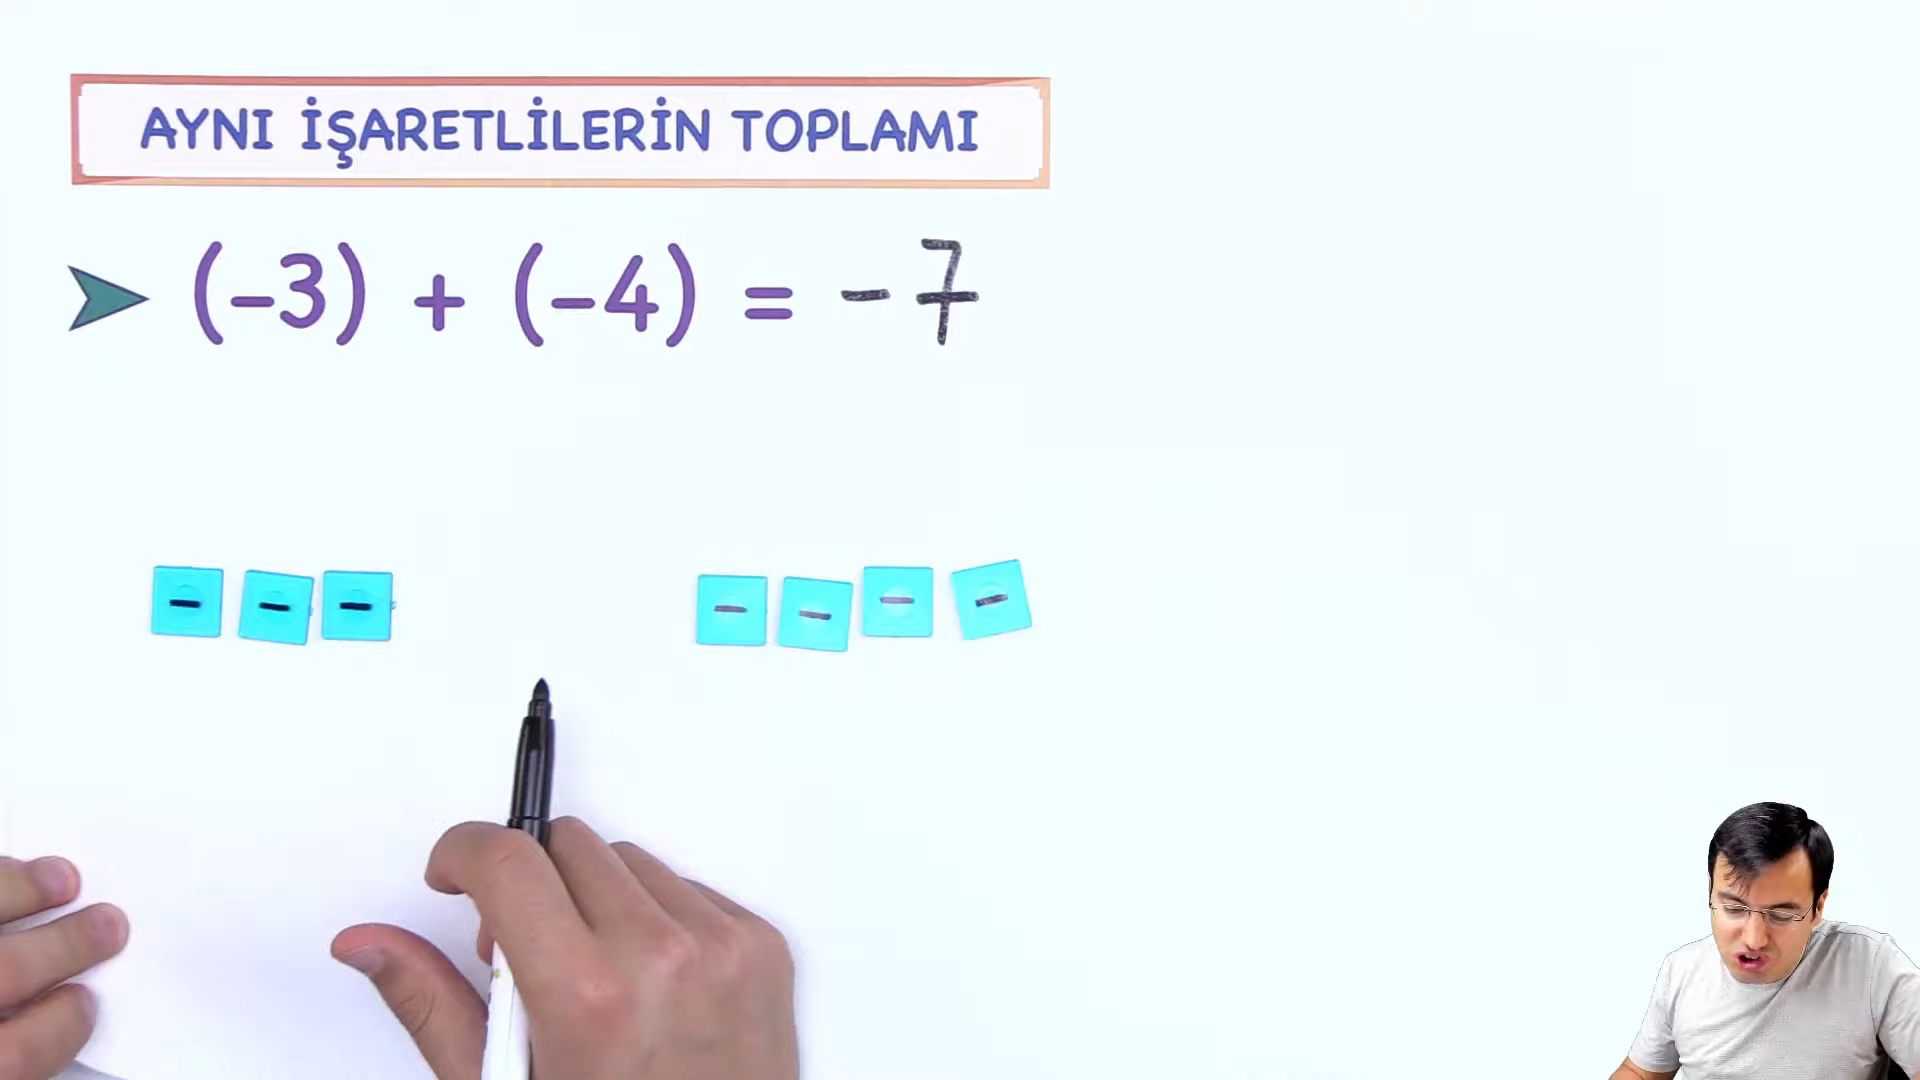 AYNI İŞARETLİLERİN TOPLAMI
(-3) + (-4) = -7
- - - - - - -